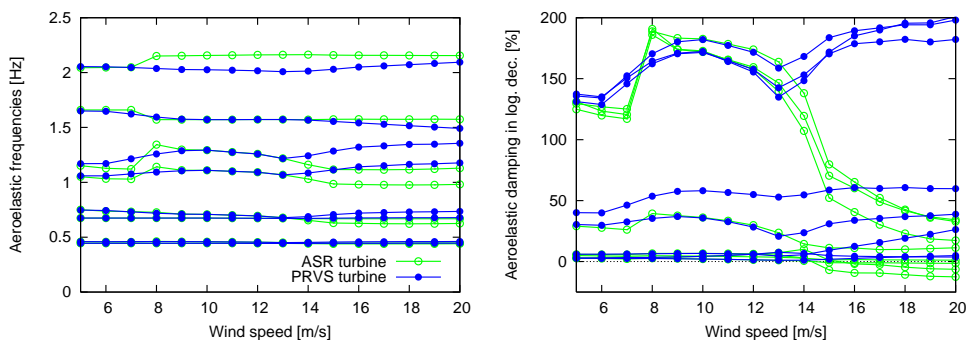 Aeroelastic frequencies [Hz]
2.5
2
1.5
1
0.5
0
6 8 10 12 14 16 18 20
Wind speed [m/s]
ASR turbine
PRVS turbine
Aeroelastic damping in log. dec. [%]
200
150
100
50
0
6 8 10 12 14 16 18 20
Wind speed [m/s]